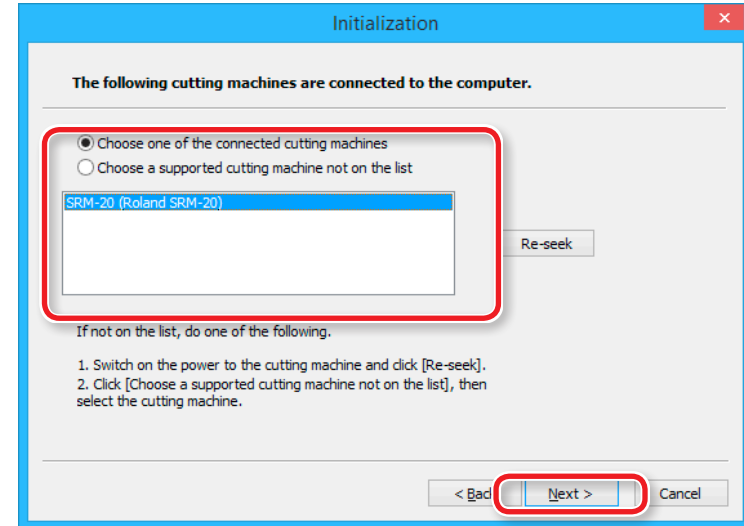 Initialization
The following cutting machines are connected to the computer.
Choose one of the connected cutting machines
Choose a supported cutting machine not on the list
SRM-20 (Roland SRM-20)
Re-seek
If not on the list, do one of the following.
1. Switch on the power to the cutting machine and click [Re-seek].
2. Click [Choose a supported cutting machine not on the list], then
select the cutting machine.
< Back Next > Cancel